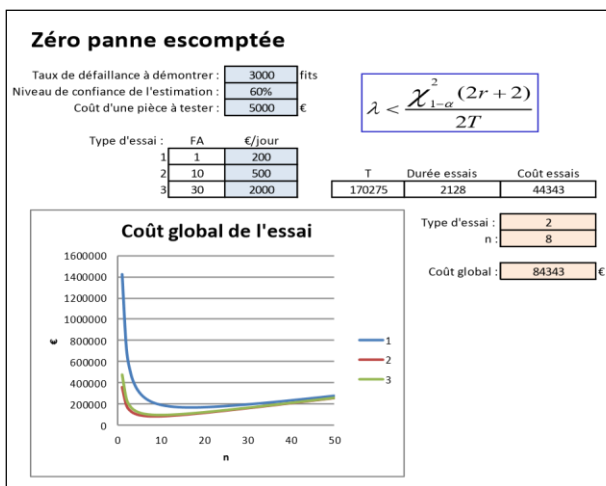 Zéro panne escomptée
Taux de défaillance à démontrer : 3000 fits
Niveau de confiance de l'estimation : 60%
Coût d'une pièce à tester : 5000 €
λ < χ²₁₋α (2r + 2) / 2T
Type d'essai : FA €/jour
1 1 200
2 10 500
3 30 2000
T Durée essais Coût essais
170275 2128 44343
Type d'essai : 2
n : 8
Coût global : 84343 €
Coût global de l'essai
1600000
1400000
1200000
1000000
800000
600000
400000
200000
0
€
0 10 20 30 40 50
n
1
2
3